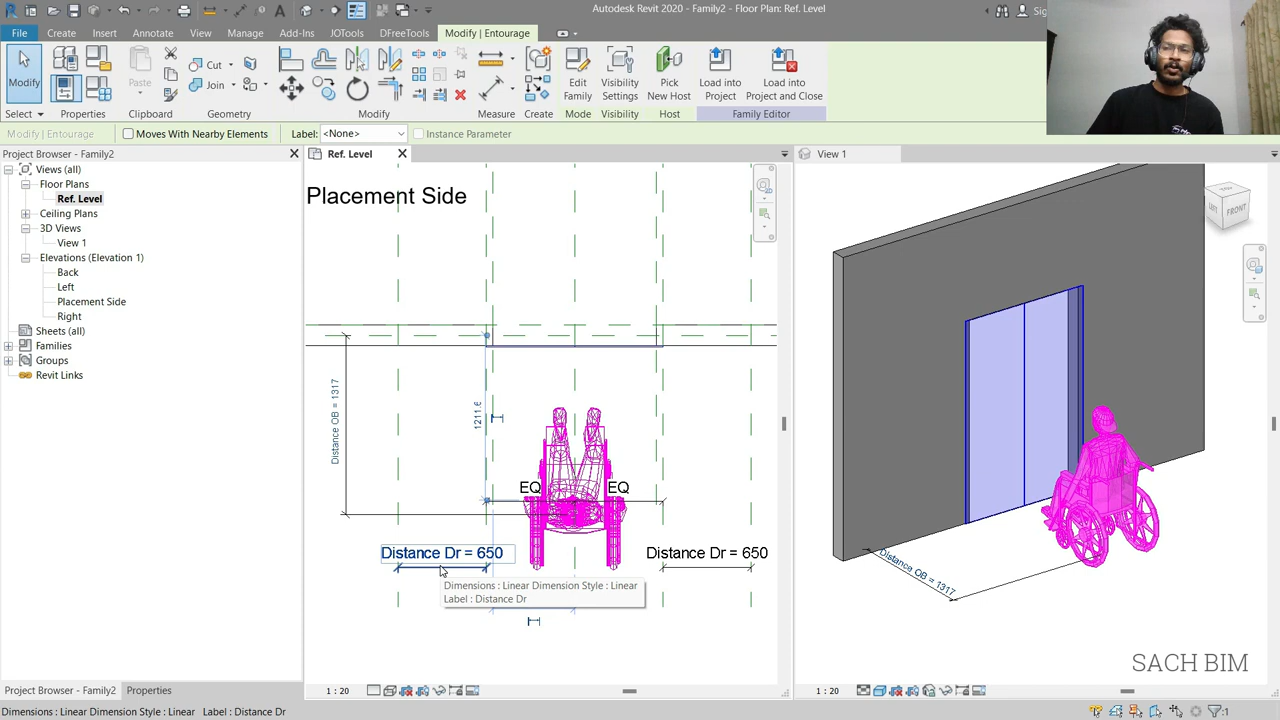 Autodesk Revit 2020 - Family2 - Floor Plan: Ref. Level
File Create Insert Annotate View Manage Add-Ins JOTools DFreeTools Modify | Entourage
Modify Paste Cut Join Edit Family Visibility Settings Pick New Host Load into Project Load into Project and Close
Select Properties Clipboard Geometry Modify Measure Create Mode Visibility Host Family Editor
Modify | Entourage Moves With Nearby Elements Label: <None> Instance Parameter
Project Browser - Family2
Views (all)
Floor Plans
Ref. Level
Ceiling Plans
3D Views
View 1
Elevations (Elevation 1)
Back
Left
Placement Side
Right
Sheets (all)
Families
Groups
Revit Links
Project Browser - Family2 Properties
Ref. Level
Placement Side
Distance OB = 1317
1211.6
EQ EQ
Distance Dr = 650
Distance Dr = 650
Dimensions : Linear Dimension Style : Linear
Label : Distance Dr
1 : 20
View 1
TOP
LEFT FRONT
Distance OB = 1317
SACH BIM
1 : 20
Dimensions : Linear Dimension Style : Linear Label : Distance Dr
:1